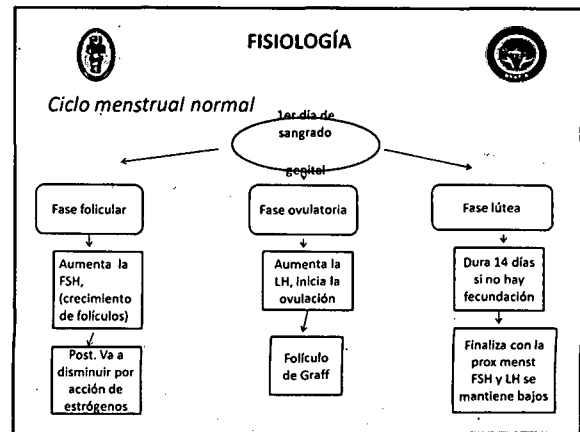 FISIOLOGÍA
Ciclo menstrual normal
1er día de
sangrado
genital
Fase folicular
Fase ovulatoria
Fase lútea
Aumenta la
FSH,
(crecimiento
de folículos)
Aumenta la
LH, inicia la
ovulación
Dura 14 días
si no hay
fecundación
Post. Va a
disminuir por
acción de
estrógenos
Folículo
de Graff
Finaliza con la
prox menst
FSH y LH se
mantiene bajos